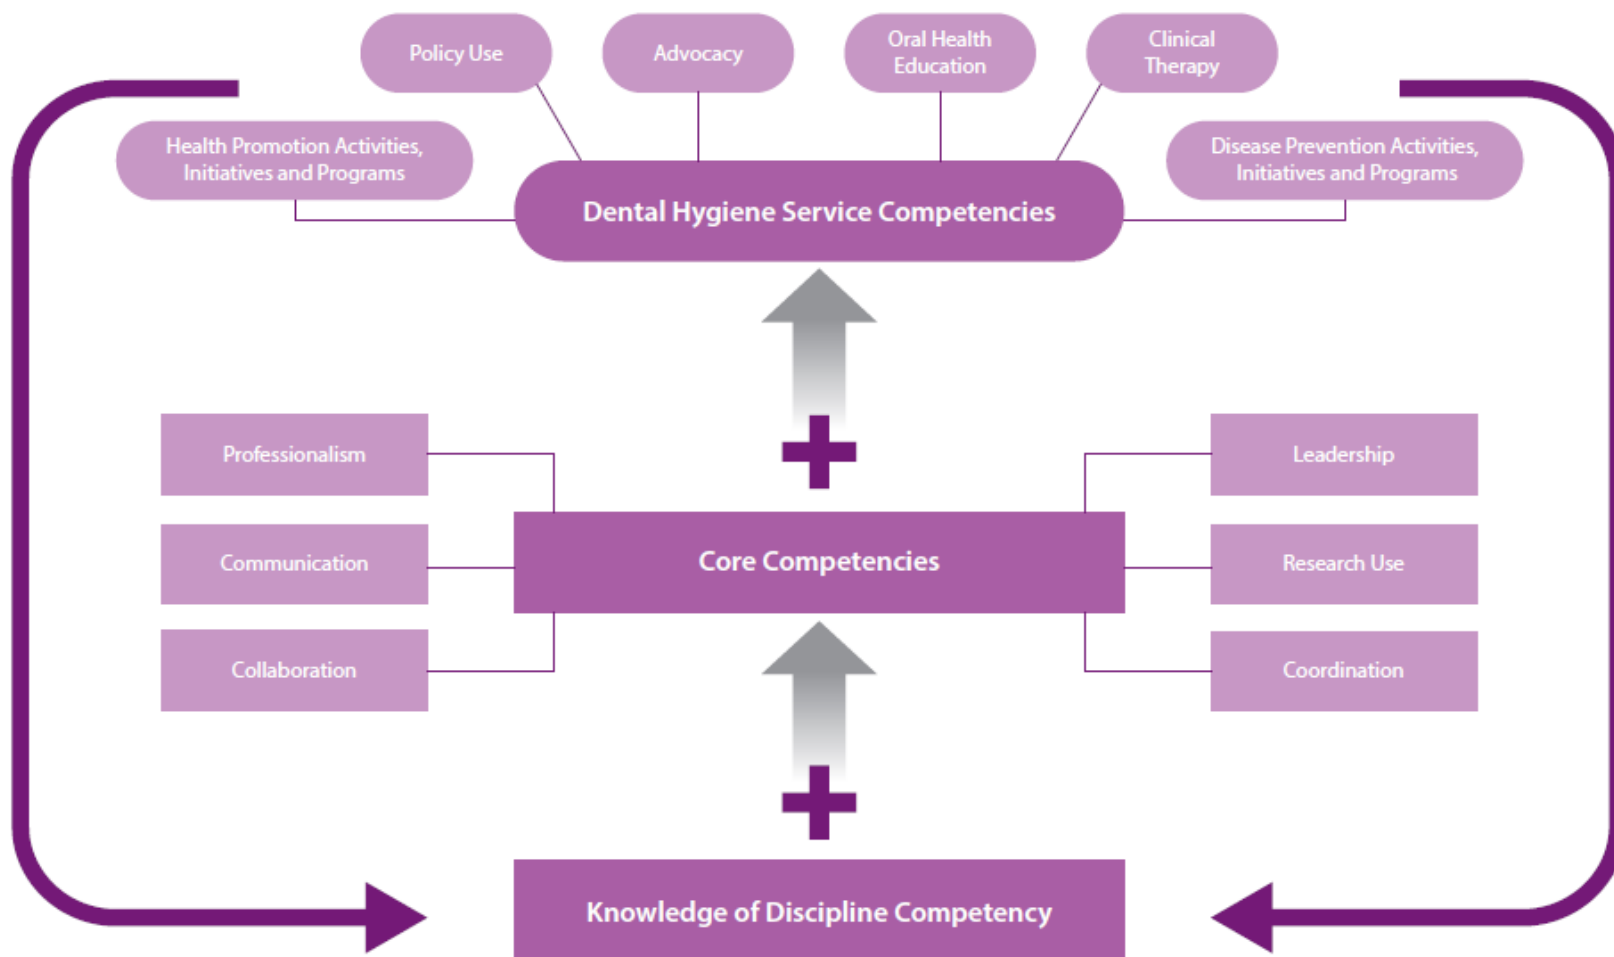 Policy Use
Advocacy
Oral Health
Education
Clinical
Therapy
Health Promotion Activities,
Initiatives and Programs
Disease Prevention Activities,
Initiatives and Programs
Dental Hygiene Service Competencies
Professionalism
Leadership
Communication
Core Competencies
Research Use
Collaboration
Coordination
Knowledge of Discipline Competency